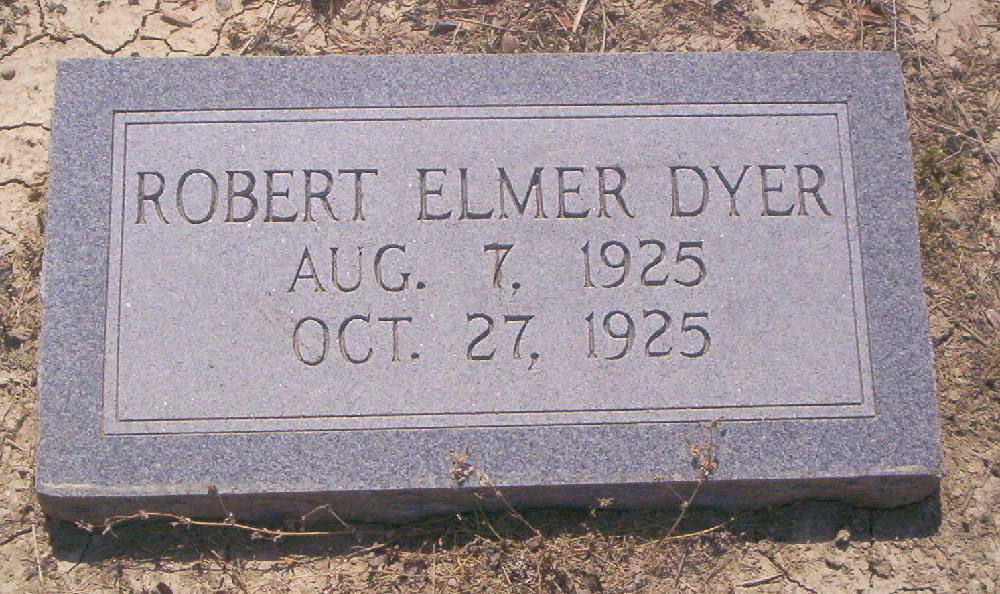 ROBERT ELMER DYER
AUG. 7, 1925
OCT. 27, 1925